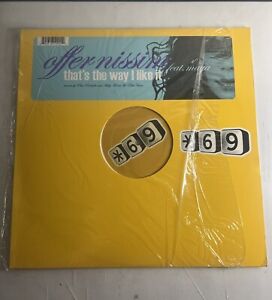 offer nissim
that's the way I like it
feat. maya
*69
*69